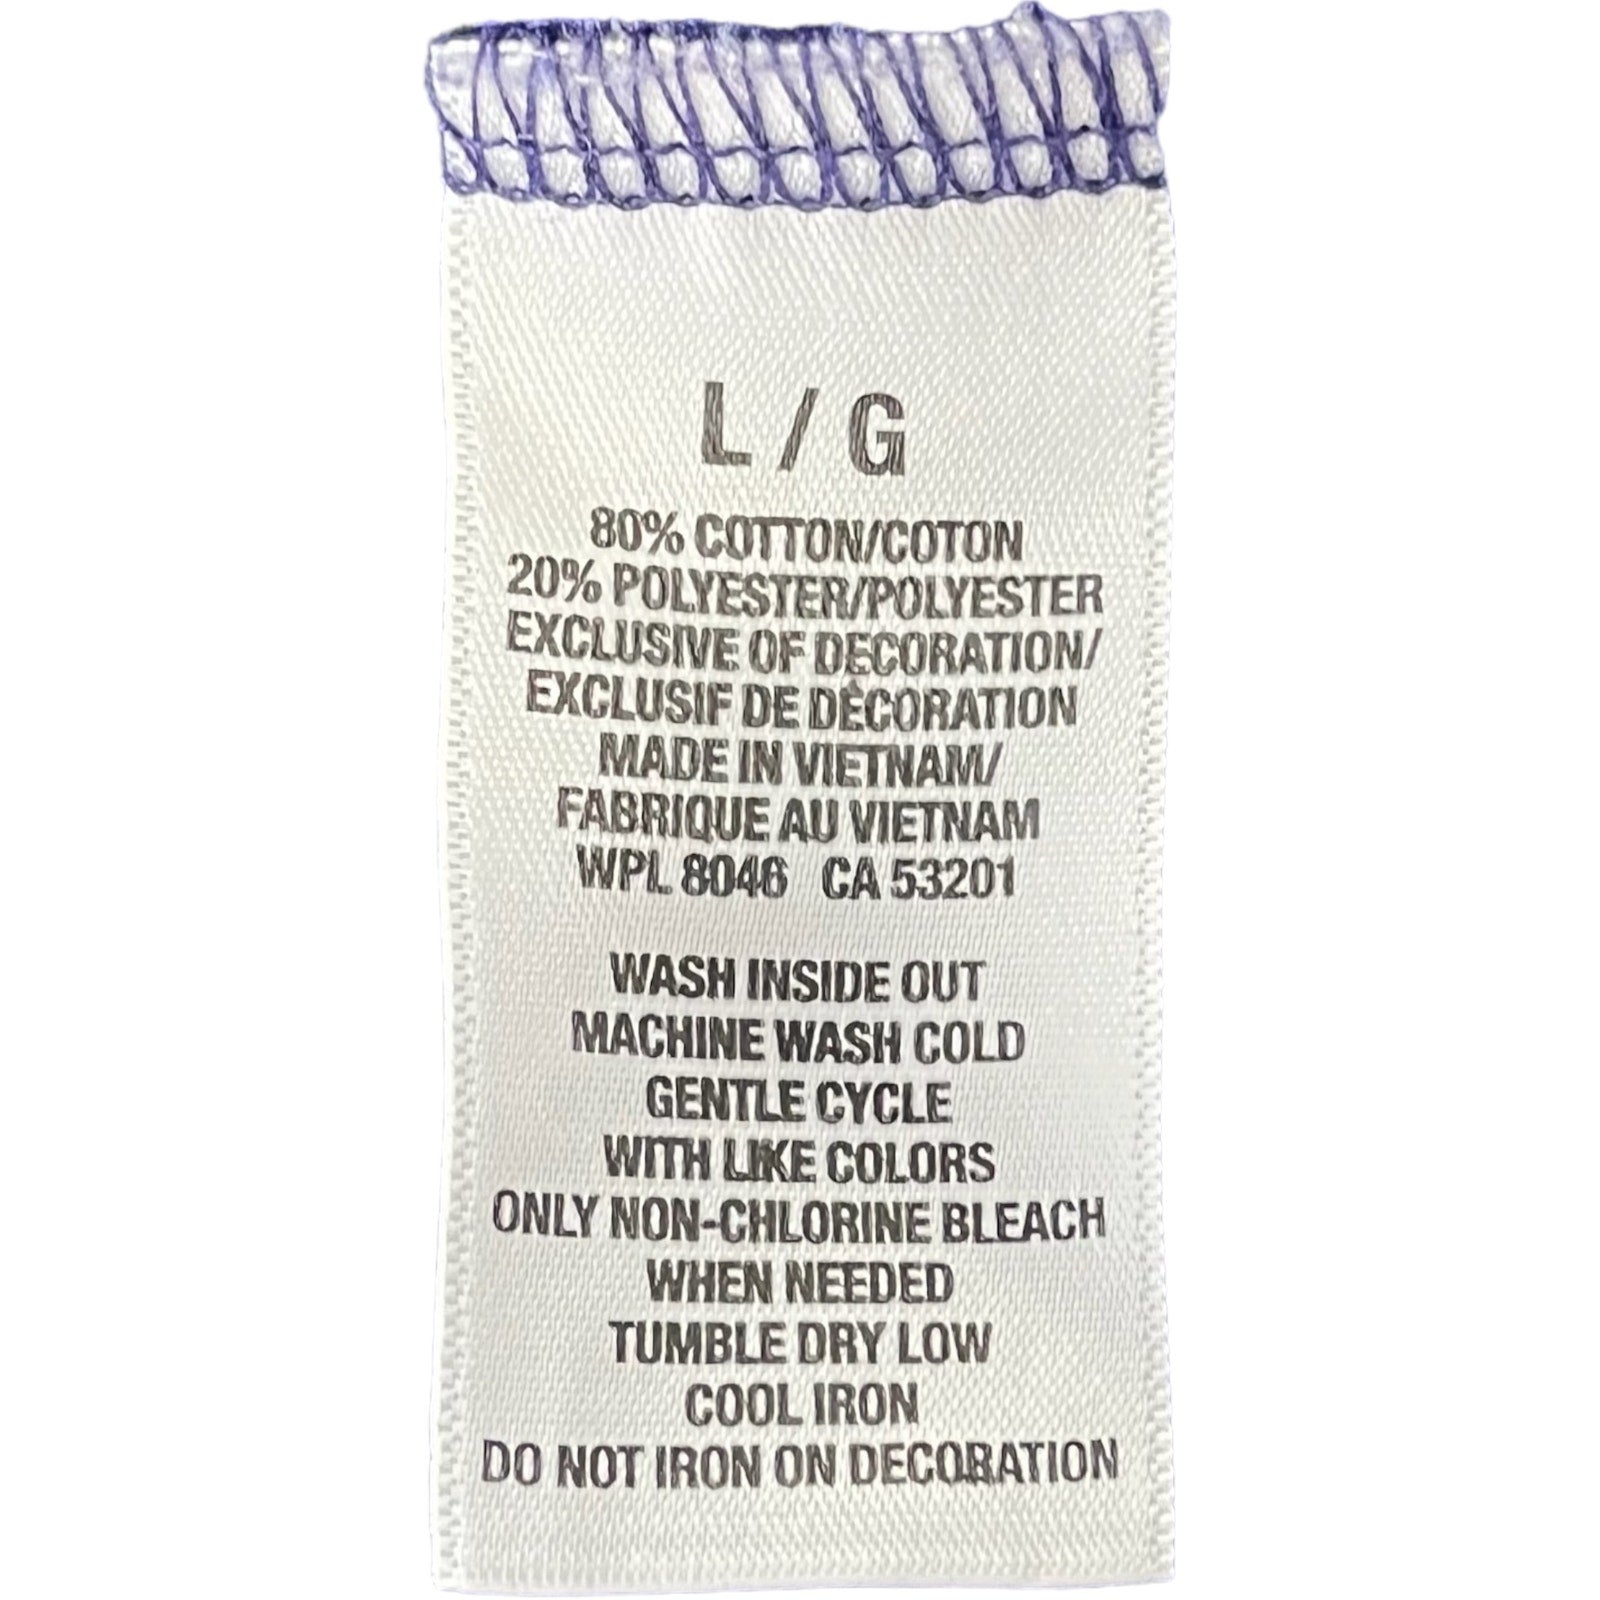 L / G
80% COTTON/COTON
20% POLYESTER/POLYESTER
EXCLUSIVE OF DECORATION/
EXCLUSIF DE DÉCORATION
MADE IN VIETNAM/
FABRIQUE AU VIETNAM
WPL 8046 CA 53201
WASH INSIDE OUT
MACHINE WASH COLD
GENTLE CYCLE
WITH LIKE COLORS
ONLY NON-CHLORINE BLEACH
WHEN NEEDED
TUMBLE DRY LOW
COOL IRON
DO NOT IRON ON DECORATION